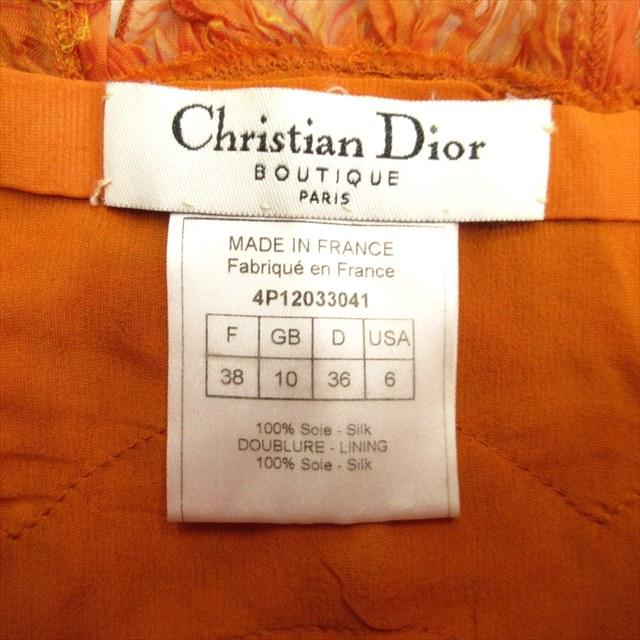 Christian Dior
BOUTIQUE
PARIS
MADE IN FRANCE
Fabriqué en France
4P12033041
F GB D USA
38 10 36 6
100% Soie - Silk
DOUBLURE - LINING
100% Soie - Silk